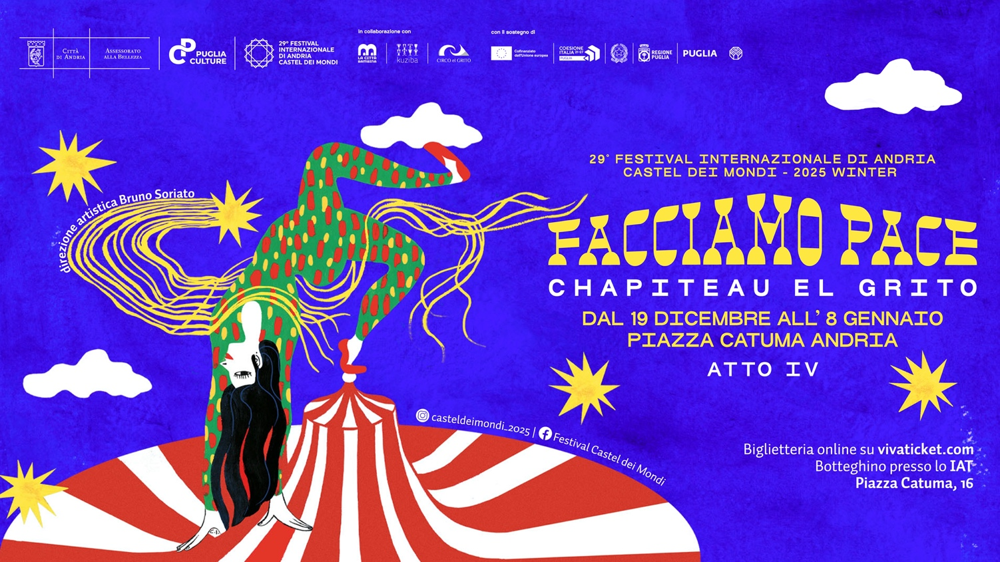 CITTÀ
DI ANDRIA
ASSESSORATO
ALLA BELLEZZA
CP PUGLIA
CULTURE
29° FESTIVAL
INTERNAZIONALE
DI ANDRIA
CASTEL DEI MONDI
in collaborazione con
LA CITTÀ
BAMBINA
kuziba
CIRCO el GRITO
con il sostegno di
Cofinanziato
dall'Unione europea
COESIONE
ITALIA 21-27
PUGLIA
REGIONE
PUGLIA
PUGLIA
direzione artistica Bruno Soriato
29° FESTIVAL INTERNAZIONALE DI ANDRIA
CASTEL DEI MONDI - 2025 WINTER
FACCIAMO PACE
CHAPITEAU EL GRITO
DAL 19 DICEMBRE ALL' 8 GENNAIO
PIAZZA CATUMA ANDRIA
ATTO IV
casteldeimondi_2025 | Festival Castel dei Mondi
Biglietteria online su vivaticket.com
Botteghino presso lo IAT
Piazza Catuma, 16